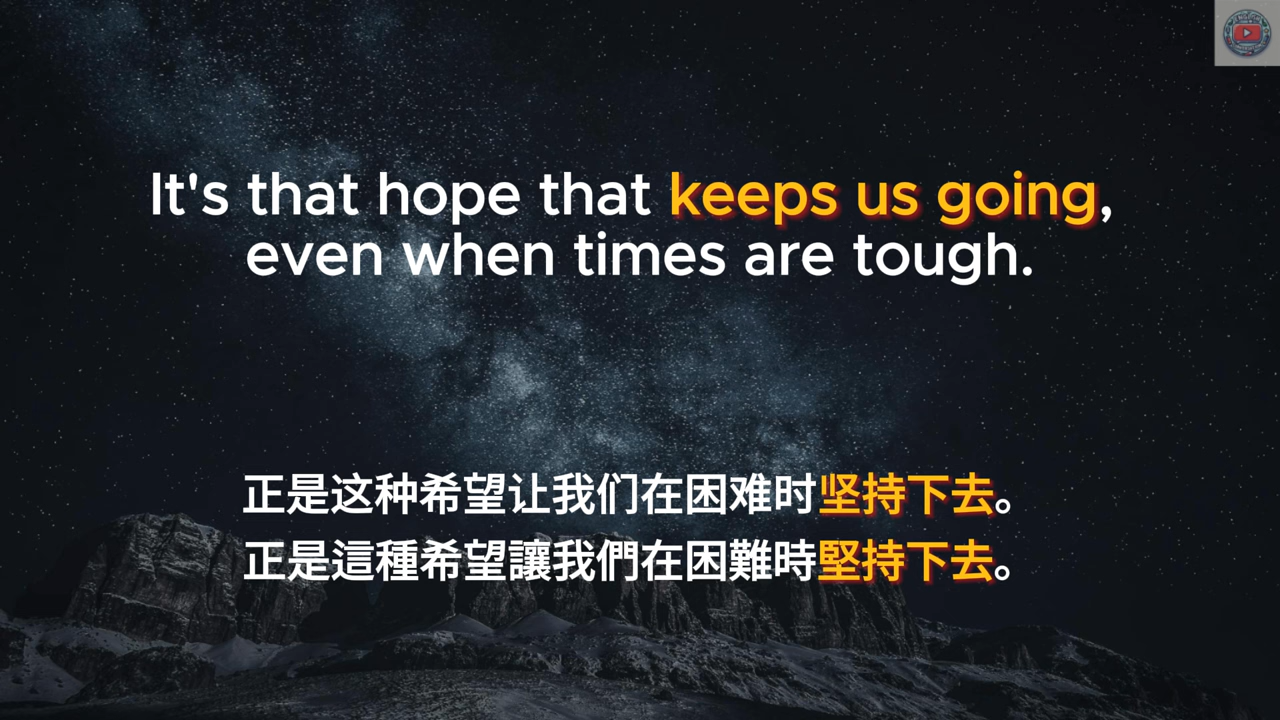 It's that hope that keeps us going,
even when times are tough.
正是这种希望让我们在困难时坚持下去。
正是這種希望讓我們在困難時堅持下去。